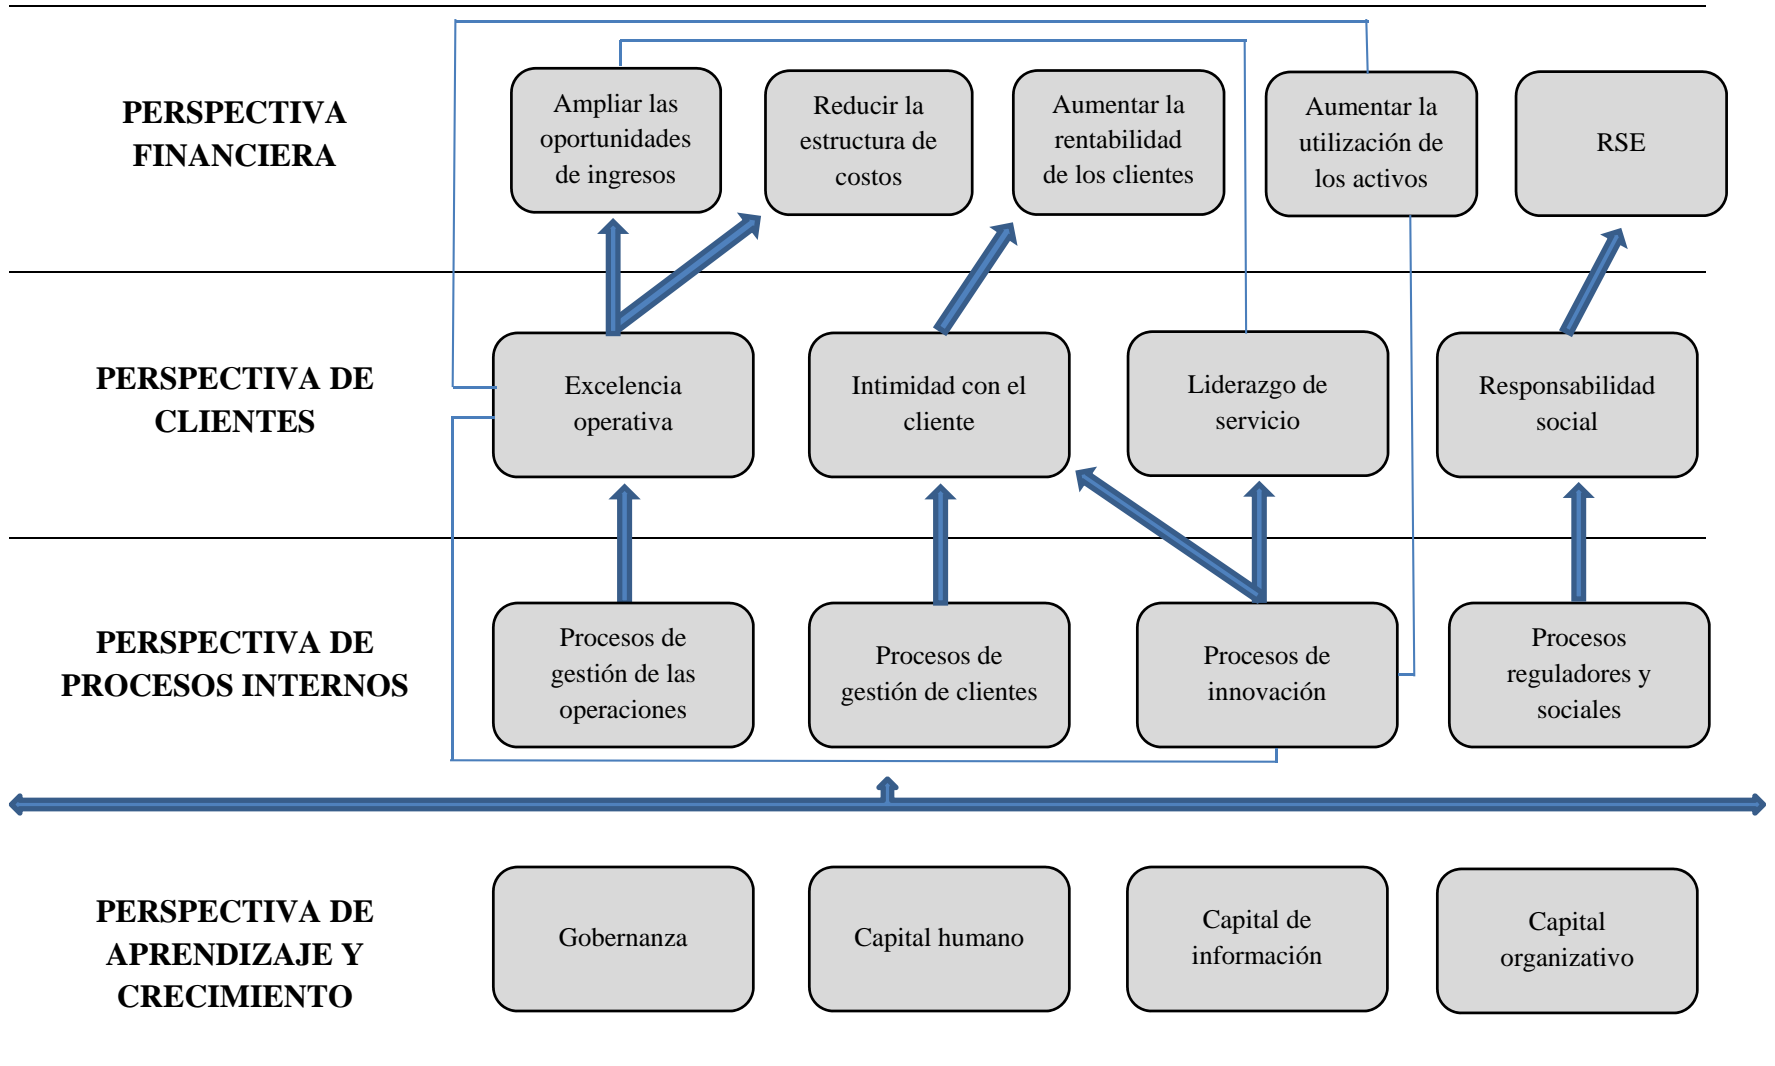 PERSPECTIVA
FINANCIERA
Ampliar las
oportunidades
de ingresos
Reducir la
estructura de
costos
Aumentar la
rentabilidad
de los clientes
Aumentar la
utilización de
los activos
RSE
PERSPECTIVA DE
CLIENTES
Excelencia
operativa
Intimidad con el
cliente
Liderazgo de
servicio
Responsabilidad
social
PERSPECTIVA DE
PROCESOS INTERNOS
Procesos de
gestión de las
operaciones
Procesos de
gestión de clientes
Procesos de
innovación
Procesos
reguladores y
sociales
PERSPECTIVA DE
APRENDIZAJE Y
CRECIMIENTO
Gobernanza
Capital humano
Capital de
información
Capital
organizativo